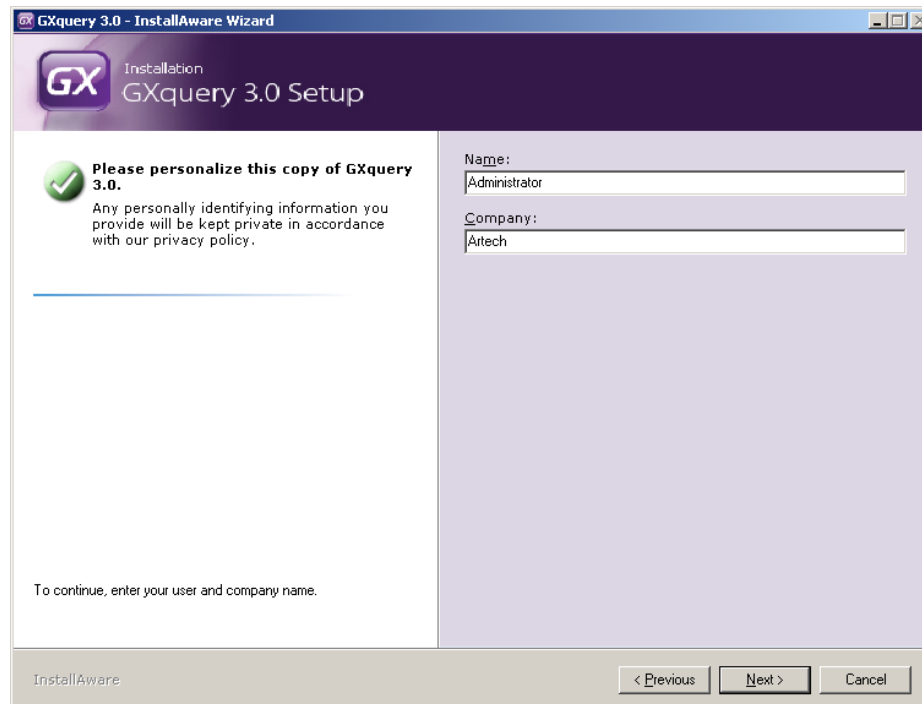 GXquery 3.0 - InstallAware Wizard
GX
Installation
GXquery 3.0 Setup
Please personalize this copy of GXquery
3.0.
Any personally identifying information you
provide will be kept private in accordance
with our privacy policy.
Name:
Administrator
Company:
Artech
To continue, enter your user and company name.
InstallAware
< Previous
Next >
Cancel